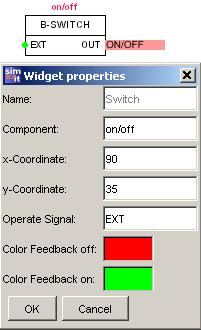 on/off
B-SWITCH
EXT OUT ON/OFF
sim it Widget properties
Name: Switch
Component: on/off
x-Coordinate: 90
y-Coordinate: 35
Operate Signal: EXT
Color Feedback off:
Color Feedback on:
OK Cancel